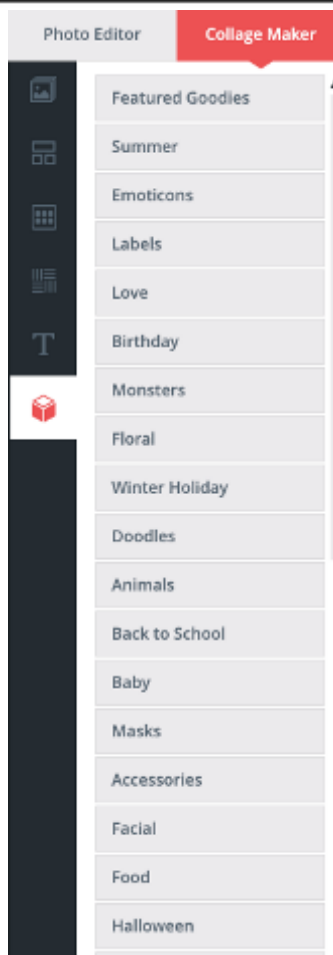 Photo Editor
Collage Maker
Featured Goodies
Summer
Emoticons
Labels
Love
T
Birthday
Monsters
Floral
Winter Holiday
Doodles
Animals
Back to School
Baby
Masks
Accessories
Facial
Food
Halloween